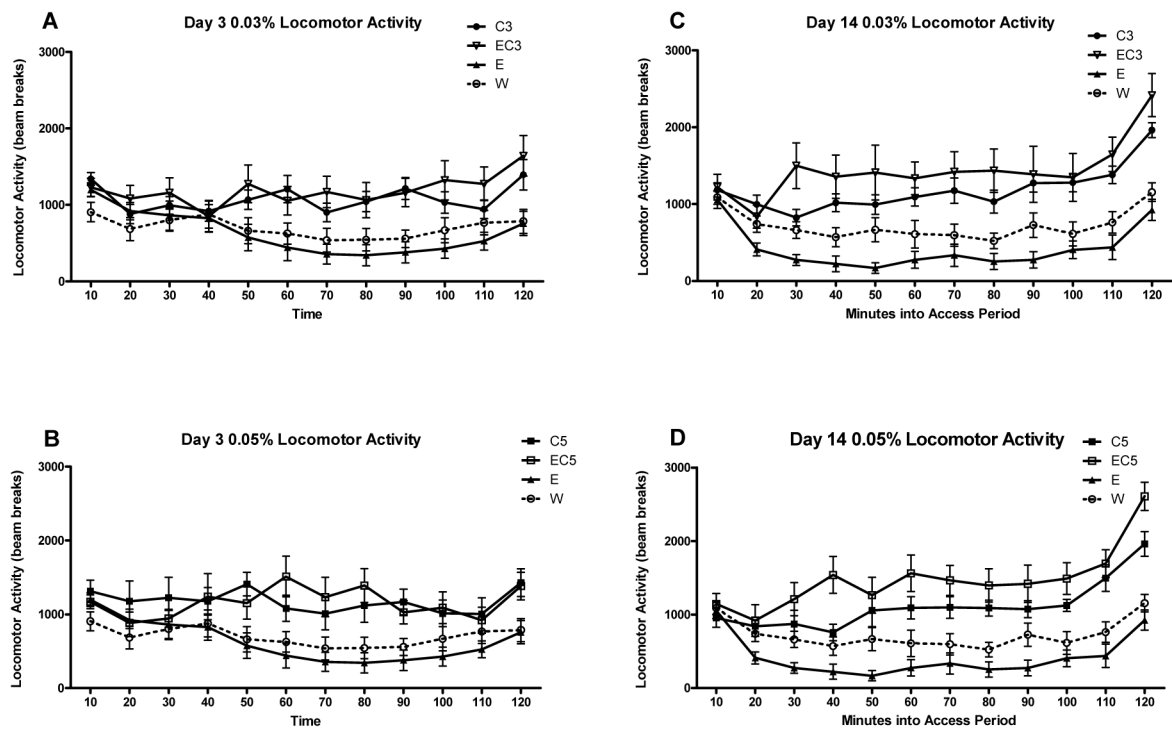 A
Day 3 0.03% Locomotor Activity
C3
EC3
E
W
3000
2000
1000
0
Locomotor Activity (beam breaks)
10 20 30 40 50 60 70 80 90 100 110 120
Time
C
Day 14 0.03% Locomotor Activity
C3
EC3
E
W
3000
2000
1000
0
Locomotor Activity (beam breaks)
10 20 30 40 50 60 70 80 90 100 110 120
Minutes into Access Period
B
Day 3 0.05% Locomotor Activity
C5
EC5
E
W
3000
2000
1000
0
Locomotor Activity (beam breaks)
10 20 30 40 50 60 70 80 90 100 110 120
Time
D
Day 14 0.05% Locomotor Activity
C5
EC5
E
W
3000
2000
1000
0
Locomotor Activity (beam breaks)
10 20 30 40 50 60 70 80 90 100 110 120
Minutes into Access Period